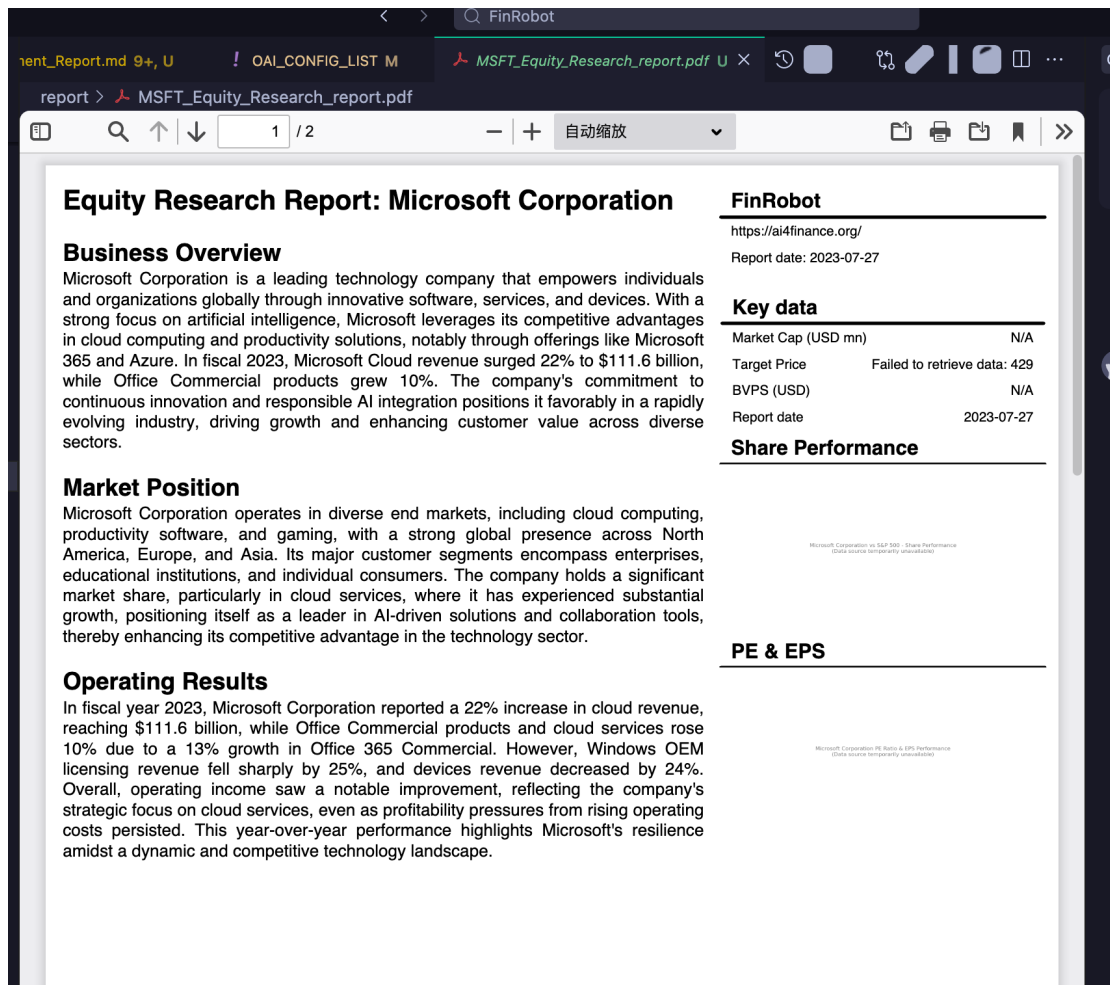 FinRobot
nent_Report.md 9+, U
! OAI_CONFIG_LIST M
MSFT_Equity_Research_report.pdf U
report > MSFT_Equity_Research_report.pdf
1 / 2
自动缩放
Equity Research Report: Microsoft Corporation
Business Overview
Microsoft Corporation is a leading technology company that empowers individuals
and organizations globally through innovative software, services, and devices. With a
strong focus on artificial intelligence, Microsoft leverages its competitive advantages
in cloud computing and productivity solutions, notably through offerings like Microsoft
365 and Azure. In fiscal 2023, Microsoft Cloud revenue surged 22% to $111.6 billion,
while Office Commercial products grew 10%. The company's commitment to
continuous innovation and responsible AI integration positions it favorably in a rapidly
evolving industry, driving growth and enhancing customer value across diverse
sectors.
Market Position
Microsoft Corporation operates in diverse end markets, including cloud computing,
productivity software, and gaming, with a strong global presence across North
America, Europe, and Asia. Its major customer segments encompass enterprises,
educational institutions, and individual consumers. The company holds a significant
market share, particularly in cloud services, where it has experienced substantial
growth, positioning itself as a leader in AI-driven solutions and collaboration tools,
thereby enhancing its competitive advantage in the technology sector.
Operating Results
In fiscal year 2023, Microsoft Corporation reported a 22% increase in cloud revenue,
reaching $111.6 billion, while Office Commercial products and cloud services rose
10% due to a 13% growth in Office 365 Commercial. However, Windows OEM
licensing revenue fell sharply by 25%, and devices revenue decreased by 24%.
Overall, operating income saw a notable improvement, reflecting the company's
strategic focus on cloud services, even as profitability pressures from rising operating
costs persisted. This year-over-year performance highlights Microsoft's resilience
amidst a dynamic and competitive technology landscape.
FinRobot
https://ai4finance.org/
Report date: 2023-07-27
Key data
Market Cap (USD mn) N/A
Target Price Failed to retrieve data: 429
BVPS (USD) N/A
Report date 2023-07-27
Share Performance
Microsoft Corporation vs S&P 500 - Share Performance
(Data source temporarily unavailable)
PE & EPS
Microsoft Corporation PE Ratio & EPS Performance
(Data source temporarily unavailable)